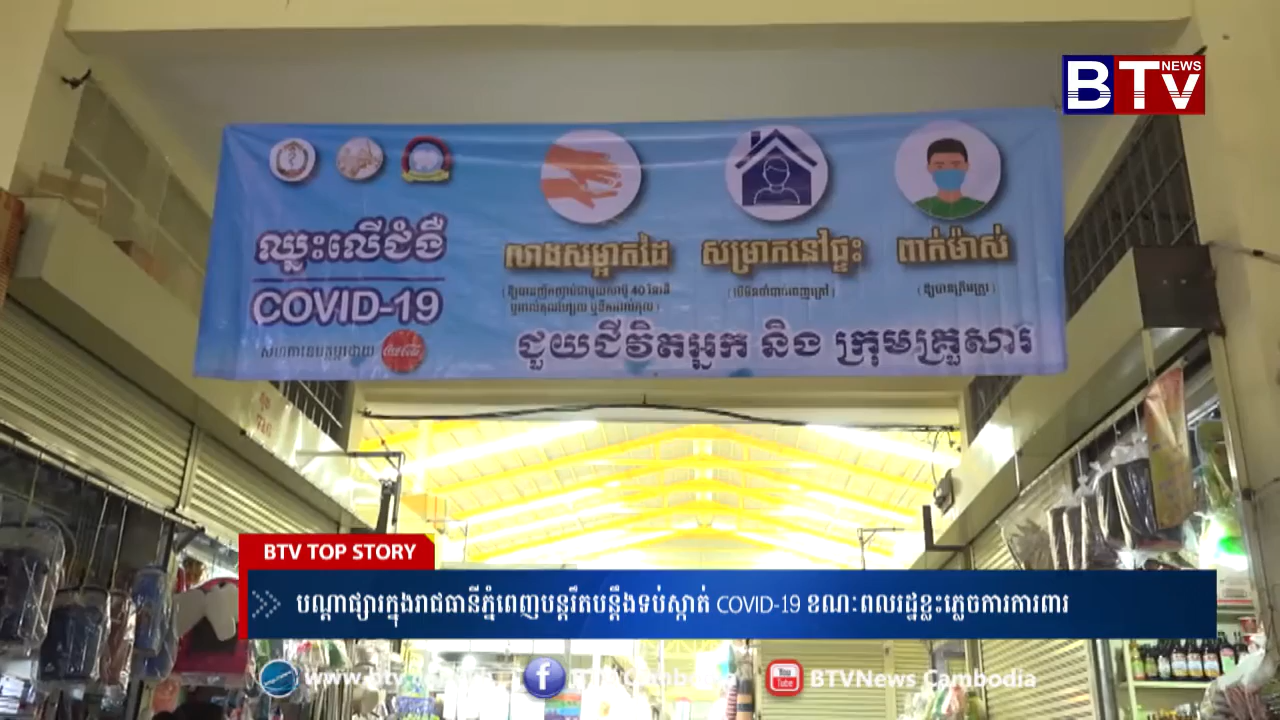 BTV NEWS
ឈ្នះលើជំងឺ
COVID-19
លាងសម្អាតដៃ
សម្រាកនៅផ្ទះ
ពាក់ម៉ាស់
ជួយជីវិតអ្នក និង ក្រុមគ្រួសារ
BTV TOP STORY
បណ្តាផ្សារក្នុងរាជធានីភ្នំពេញបន្តរឹតបន្តឹងទប់ស្កាត់ COVID-19 ខណៈពលរដ្ឋខ្លះភ្លេចការការពារ
BTVNews Cambodia